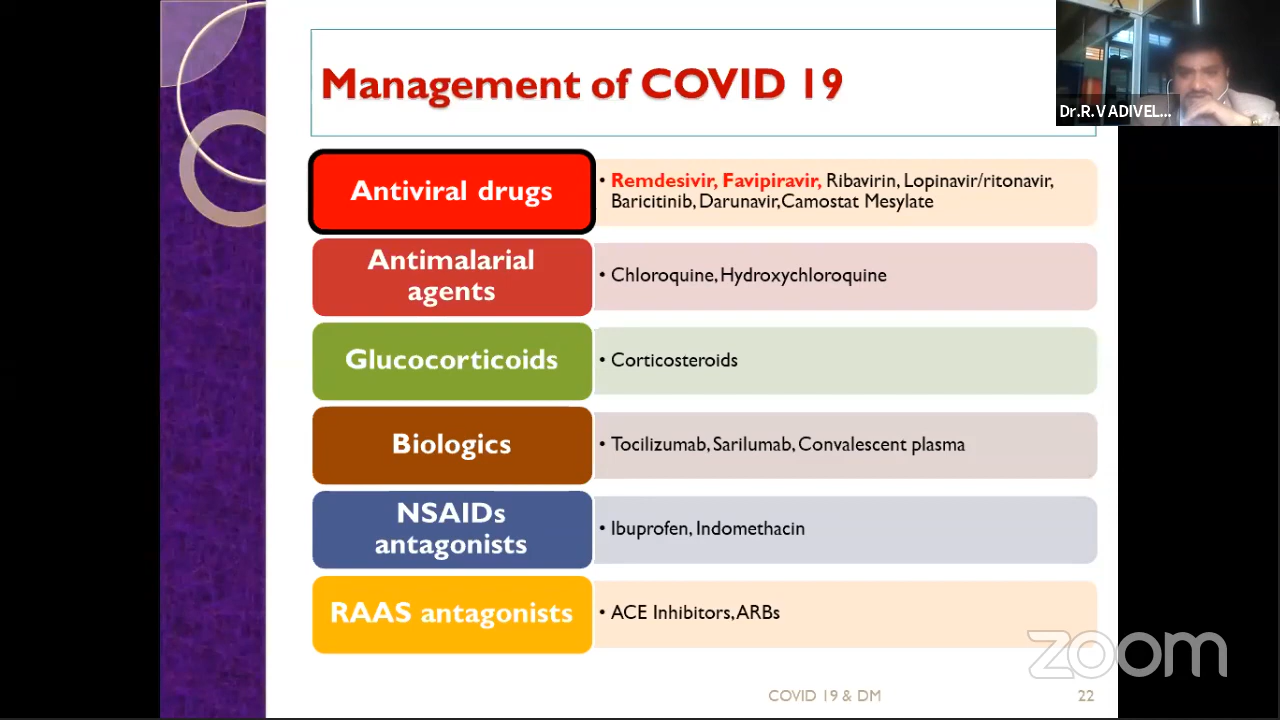 Management of COVID 19
Dr.R.VADIVEL...
Antiviral drugs
• Remdesivir, Favipiravir, Ribavirin, Lopinavir/ritonavir,
Baricitinib, Darunavir,Camostat Mesylate
Antimalarial
agents
• Chloroquine, Hydroxychloroquine
Glucocorticoids
• Corticosteroids
Biologics
• Tocilizumab, Sarilumab, Convalescent plasma
NSAIDs
antagonists
• Ibuprofen, Indomethacin
RAAS antagonists
• ACE Inhibitors, ARBs
zoom
COVID 19 & DM
22